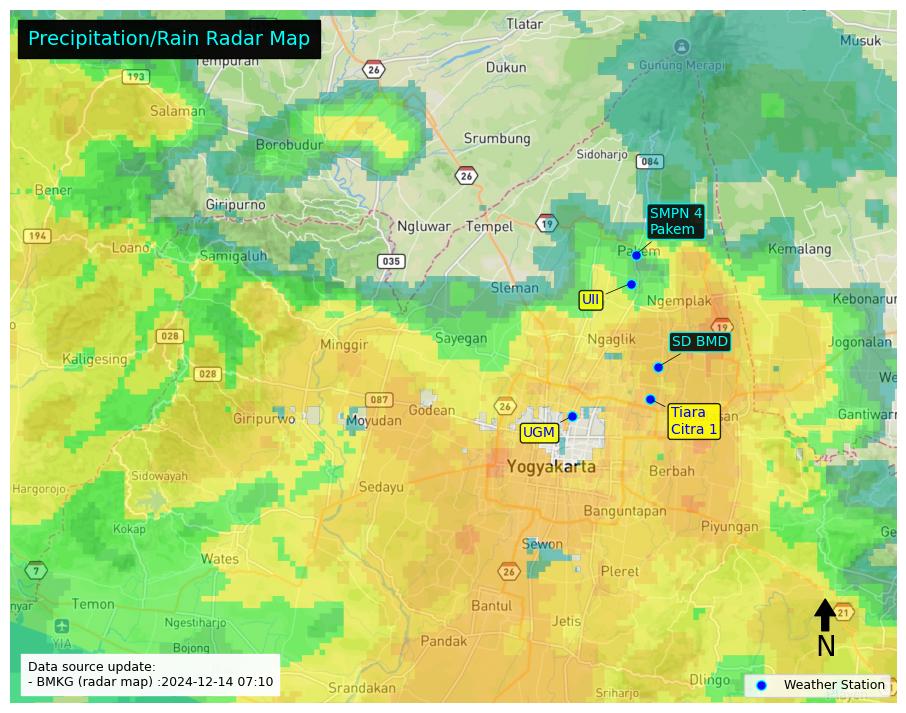 Precipitation/Rain Radar Map
Tlatar
Musuk
26
Tempuran
Gunung Merapi
193
Dukun
Salaman
Borobudur
Srumbung
Sidoharjo
084
26
Bener
Giripurno
SMPN 4
Pakem
19
Ngluwar
Tempel
194
Loano
Samigaluh
035
Pakem
Kemalang
Sleman
UII
Ngemplak
Kebonarun
19
028
Minggir
Sayegan
Ngaglik
SD BMD
Jogonalan
Kaligesing
028
087
Godean
26
Giripurwo
Moyudan
UGM
Tiara
Citra 1
Gantiwarn
Yogyakarta
Berbah
Sidowayah
Hargorojo
Sedayu
Banguntapan
Kokap
Piyungan
Sewon
Wates
7
26
Pleret
Temon
Bantul
21
Ngestiharjo
Jetis
YIA
Bojong
Pandak
N
Data source update:
- BMKG (radar map) :2024-12-14 07:10
Srandakan
Sriharjo
Dlingo
Weather Station